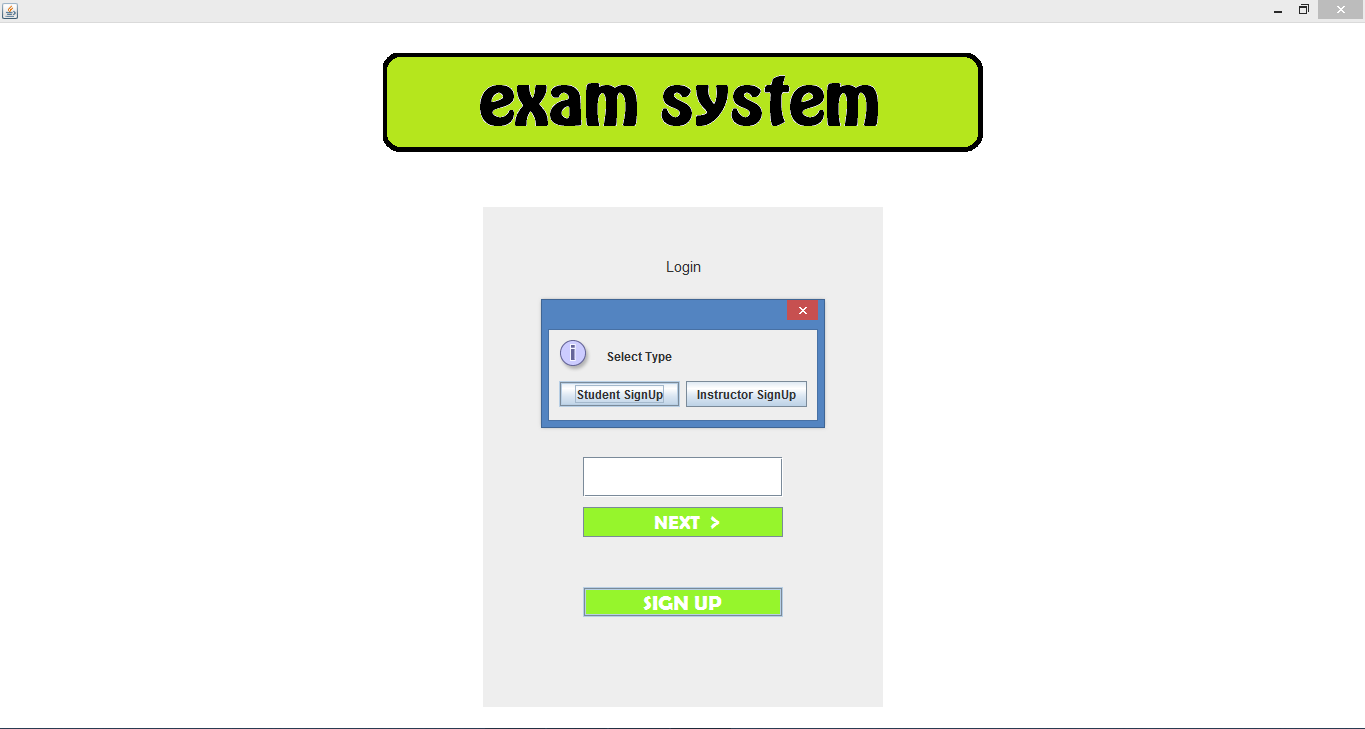 exam system
Login
Select Type
Student SignUp Instructor SignUp
NEXT >
SIGN UP